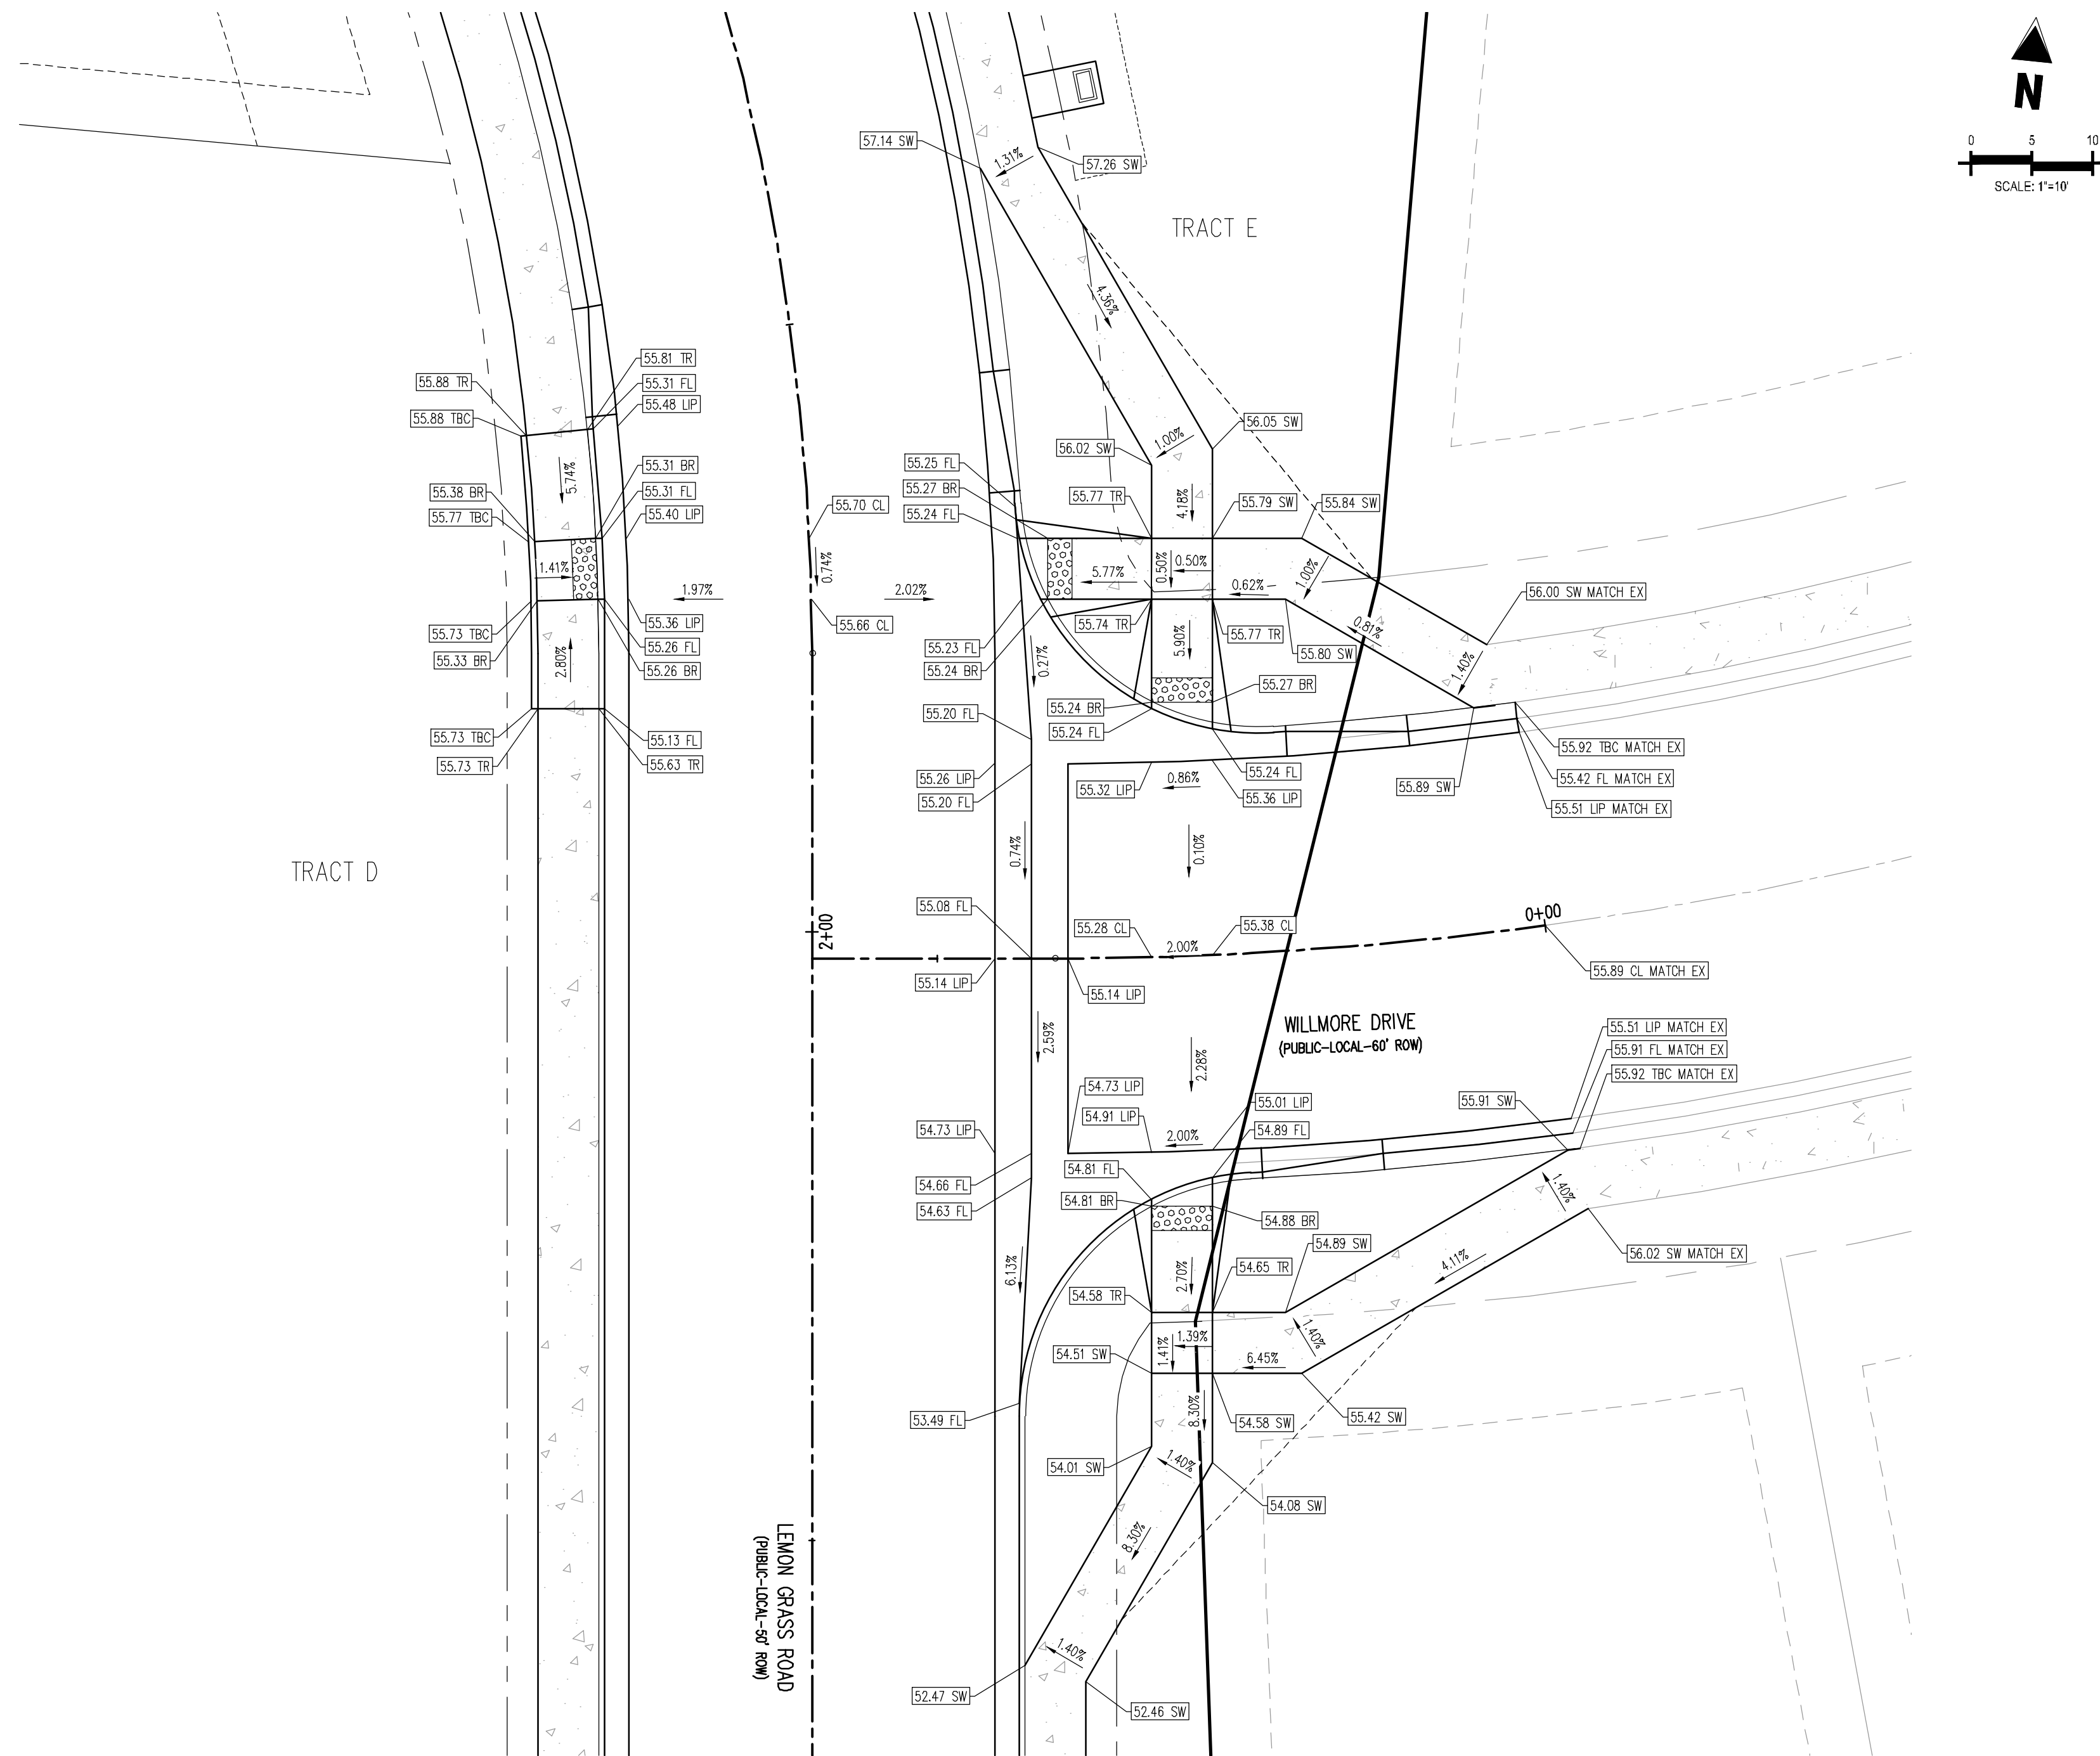 N
0 5 10
SCALE: 1"=10'
57.14 SW
1.31%
57.26 SW
TRACT E
4.36%
55.81 TR
55.88 TR
55.31 FL
55.48 LIP
55.88 TBC
56.05 SW
1.00%
56.02 SW
55.25 FL
55.31 BR
5.74%
55.27 BR
55.38 BR
55.31 FL
55.77 TR
4.18%
55.79 SW
55.84 SW
55.70 CL
55.77 TBC
55.40 LIP
55.24 FL
0.74%
1.41%
5.77%
0.50%
0.50%
1.00%
0.62%
1.97%
2.02%
56.00 SW MATCH EX
55.73 TBC
55.36 LIP
55.66 CL
55.74 TR
55.77 TR
0.81%
55.33 BR
55.26 FL
55.23 FL
5.90%
55.80 SW
2.80%
55.26 BR
55.24 BR
0.27%
1.40%
55.27 BR
55.24 BR
55.20 FL
55.24 FL
55.73 TBC
55.13 FL
55.73 TR
55.63 TR
55.92 TBC MATCH EX
55.26 LIP
55.24 FL
55.42 FL MATCH EX
0.86%
55.32 LIP
55.36 LIP
55.89 SW
55.20 FL
55.51 LIP MATCH EX
0.74%
0.10%
TRACT D
55.08 FL
0+00
2+00
55.28 CL
55.38 CL
2.00%
55.14 LIP
55.14 LIP
55.89 CL MATCH EX
WILLMORE DRIVE
(PUBLIC-LOCAL-60' ROW)
2.59%
2.28%
55.51 LIP MATCH EX
55.91 FL MATCH EX
55.92 TBC MATCH EX
54.73 LIP
54.91 LIP
55.01 LIP
55.91 SW
54.73 LIP
2.00%
54.89 FL
54.81 FL
54.66 FL
54.81 BR
1.40%
54.63 FL
54.88 BR
54.89 SW
56.02 SW MATCH EX
4.11%
6.13%
2.70%
54.65 TR
54.58 TR
1.39%
1.40%
1.41%
54.51 SW
6.45%
53.49 FL
8.30%
54.58 SW
55.42 SW
54.01 SW
1.40%
54.08 SW
8.30%
LEMON GRASS ROAD
(PUBLIC-LOCAL-50' ROW)
1.40%
52.47 SW
52.46 SW